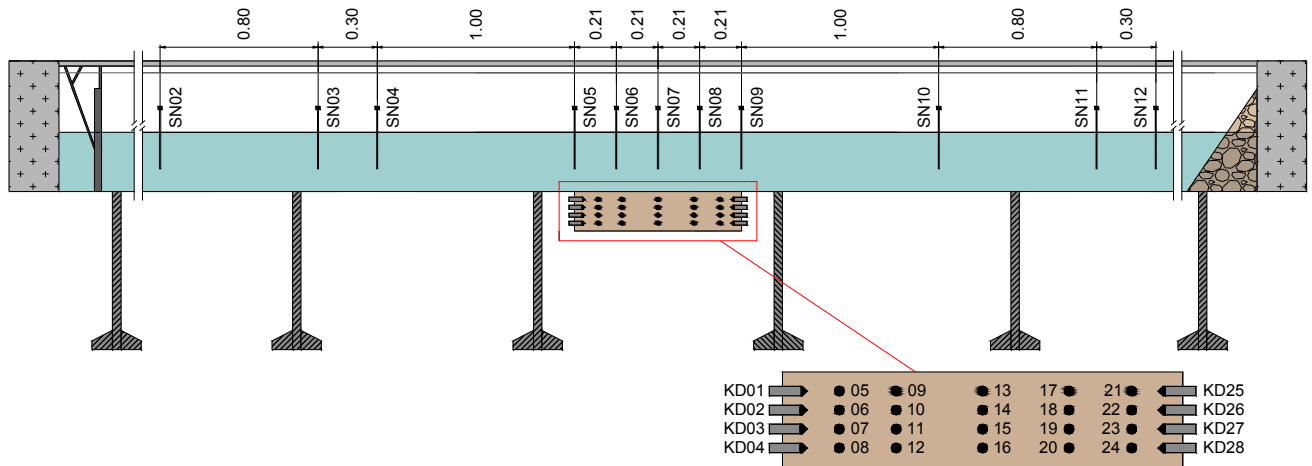 0.80 0.30 1.00 0.21 0.21 0.21 0.21 1.00 0.80 0.30
SN02 SN03 SN04 SN05 SN06 SN07 SN08 SN09 SN10 SN11 SN12
KD01 05 09 13 17 21 KD25
KD02 06 10 14 18 22 KD26
KD03 07 11 15 19 23 KD27
KD04 08 12 16 20 24 KD28